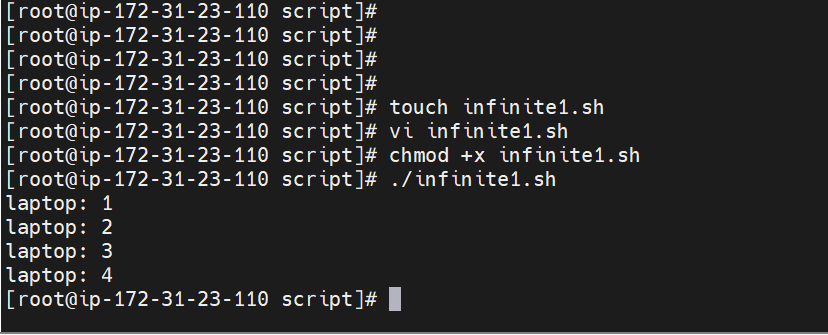 [root@ip-172-31-23-110 script]#
[root@ip-172-31-23-110 script]#
[root@ip-172-31-23-110 script]#
[root@ip-172-31-23-110 script]#
[root@ip-172-31-23-110 script]# touch infinite1.sh
[root@ip-172-31-23-110 script]# vi infinite1.sh
[root@ip-172-31-23-110 script]# chmod +x infinite1.sh
[root@ip-172-31-23-110 script]# ./infinite1.sh
laptop: 1
laptop: 2
laptop: 3
laptop: 4
[root@ip-172-31-23-110 script]#